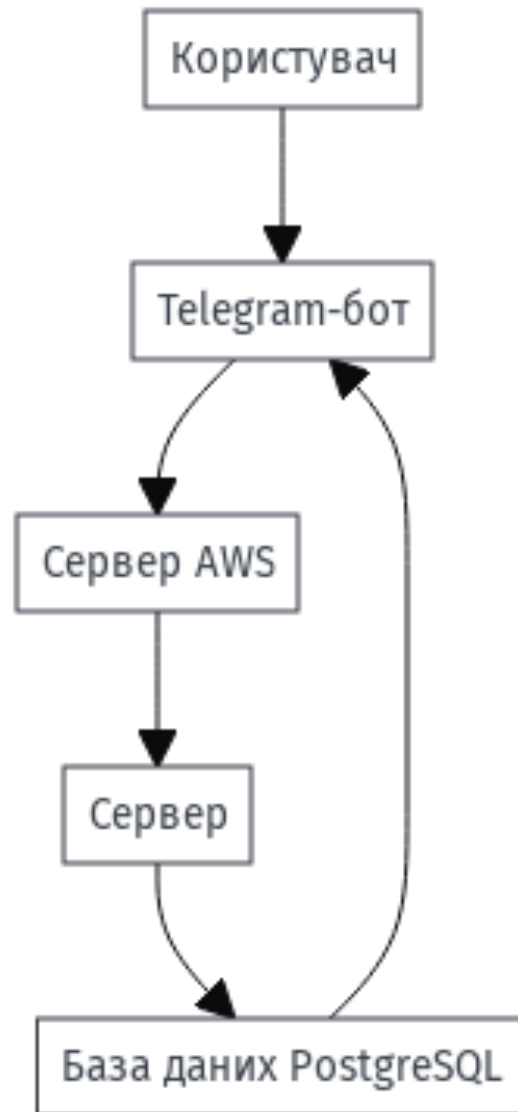 Користувач
Telegram-бот
Сервер AWS
Сервер
База даних PostgreSQL